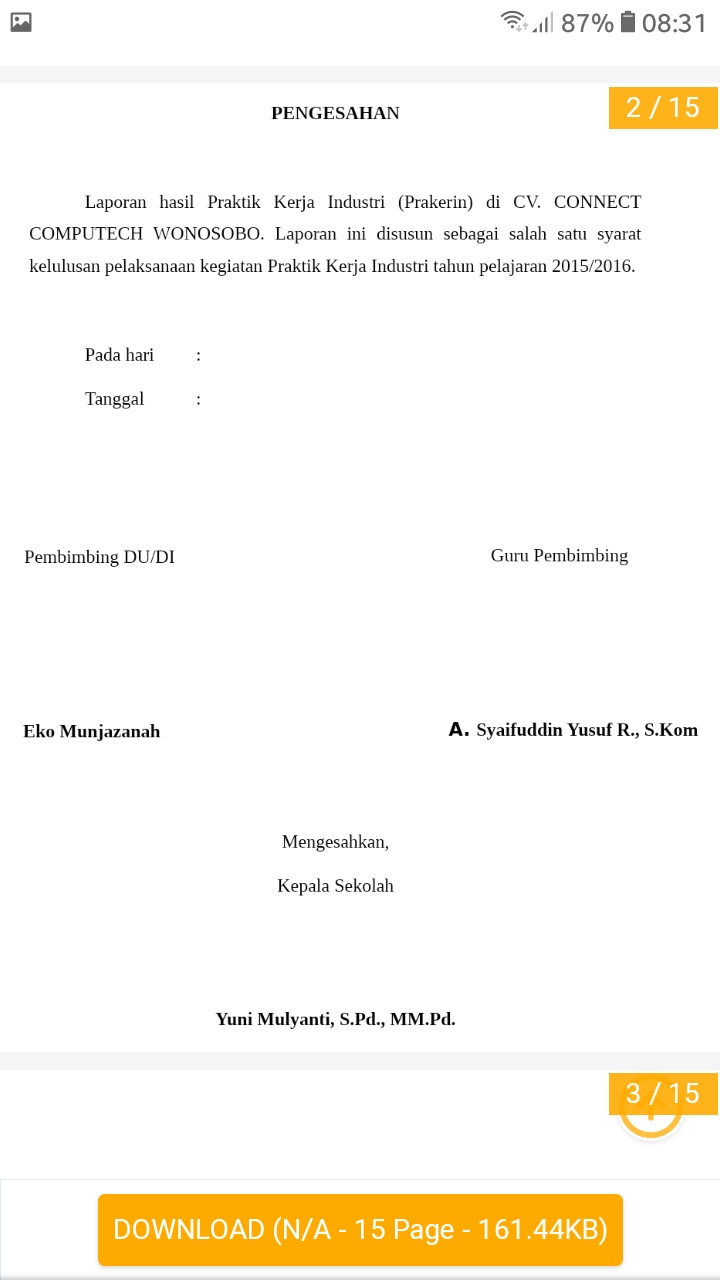 87% 08:31
2 / 15
PENGESAHAN
Laporan hasil Praktik Kerja Industri (Prakerin) di CV. CONNECT
COMPUTECH WONOSOBO. Laporan ini disusun sebagai salah satu syarat
kelulusan pelaksanaan kegiatan Praktik Kerja Industri tahun pelajaran 2015/2016.
Pada hari :
Tanggal :
Pembimbing DU/DI Guru Pembimbing
Eko Munjazanah A. Syaifuddin Yusuf R., S.Kom
Mengesahkan,
Kepala Sekolah
Yuni Mulyanti, S.Pd., MM.Pd.
3 / 15
DOWNLOAD (N/A - 15 Page - 161.44KB)